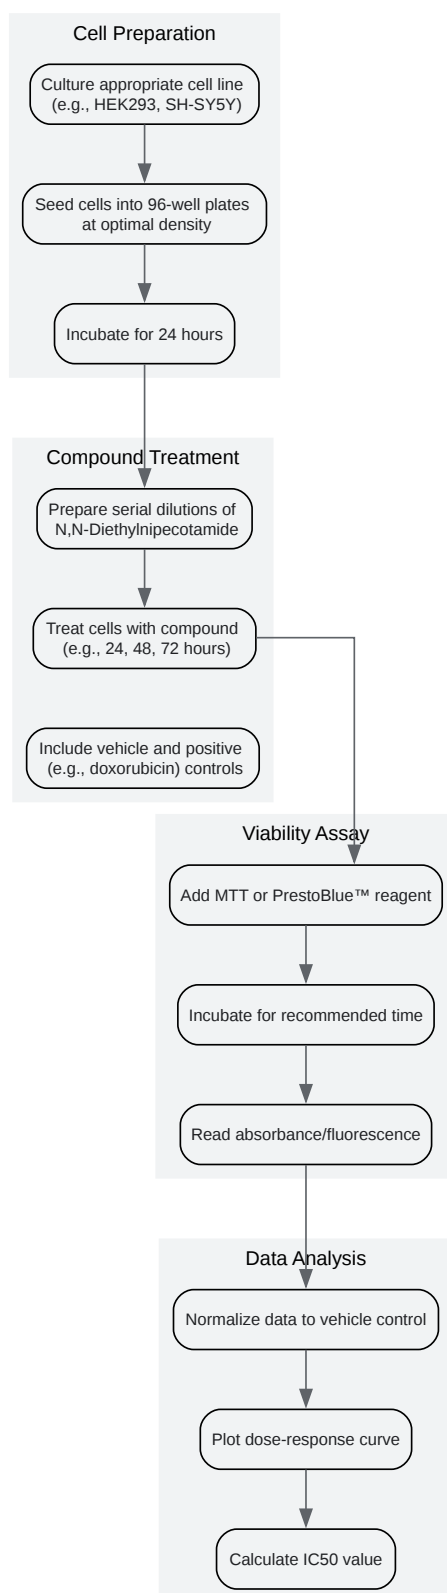 Cell Preparation
Culture appropriate cell line
(e.g., HEK293, SH-SY5Y)
Seed cells into 96-well plates
at optimal density
Incubate for 24 hours
Compound Treatment
Prepare serial dilutions of
N,N-Diethylnipecotamide
Treat cells with compound
(e.g., 24, 48, 72 hours)
Include vehicle and positive
(e.g., doxorubicin) controls
Viability Assay
Add MTT or PrestoBlue™ reagent
Incubate for recommended time
Read absorbance/fluorescence
Data Analysis
Normalize data to vehicle control
Plot dose-response curve
Calculate IC50 value